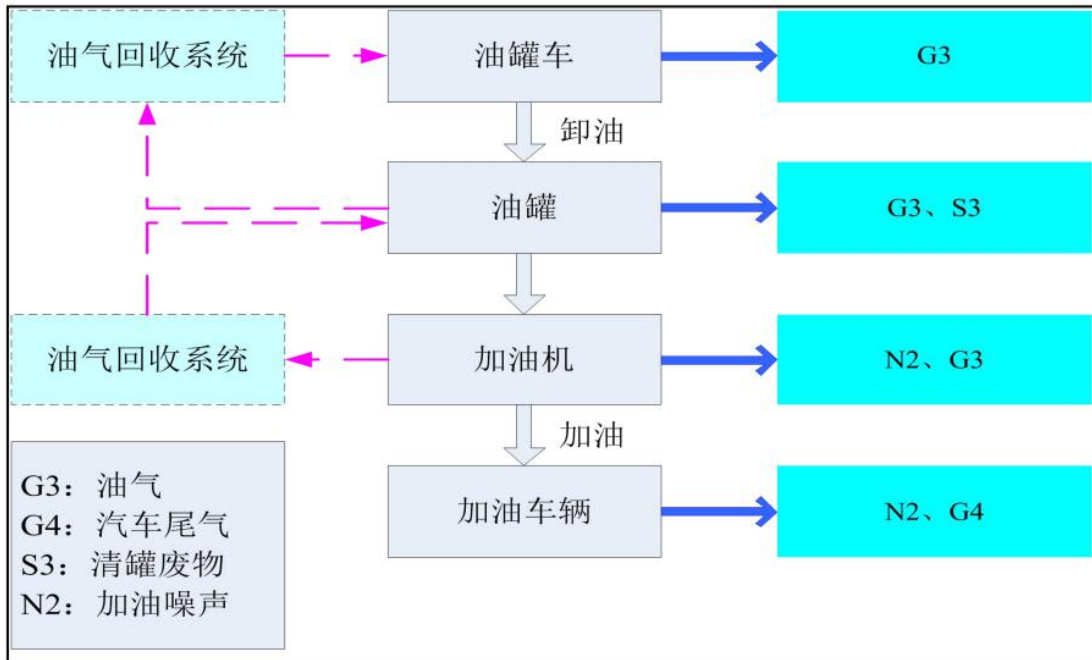 油气回收系统
油罐车
G3
卸油
油罐
G3、S3
油气回收系统
加油机
N2、G3
加油
加油车辆
N2、G4
G3：油气
G4：汽车尾气
S3：清罐废物
N2：加油噪声